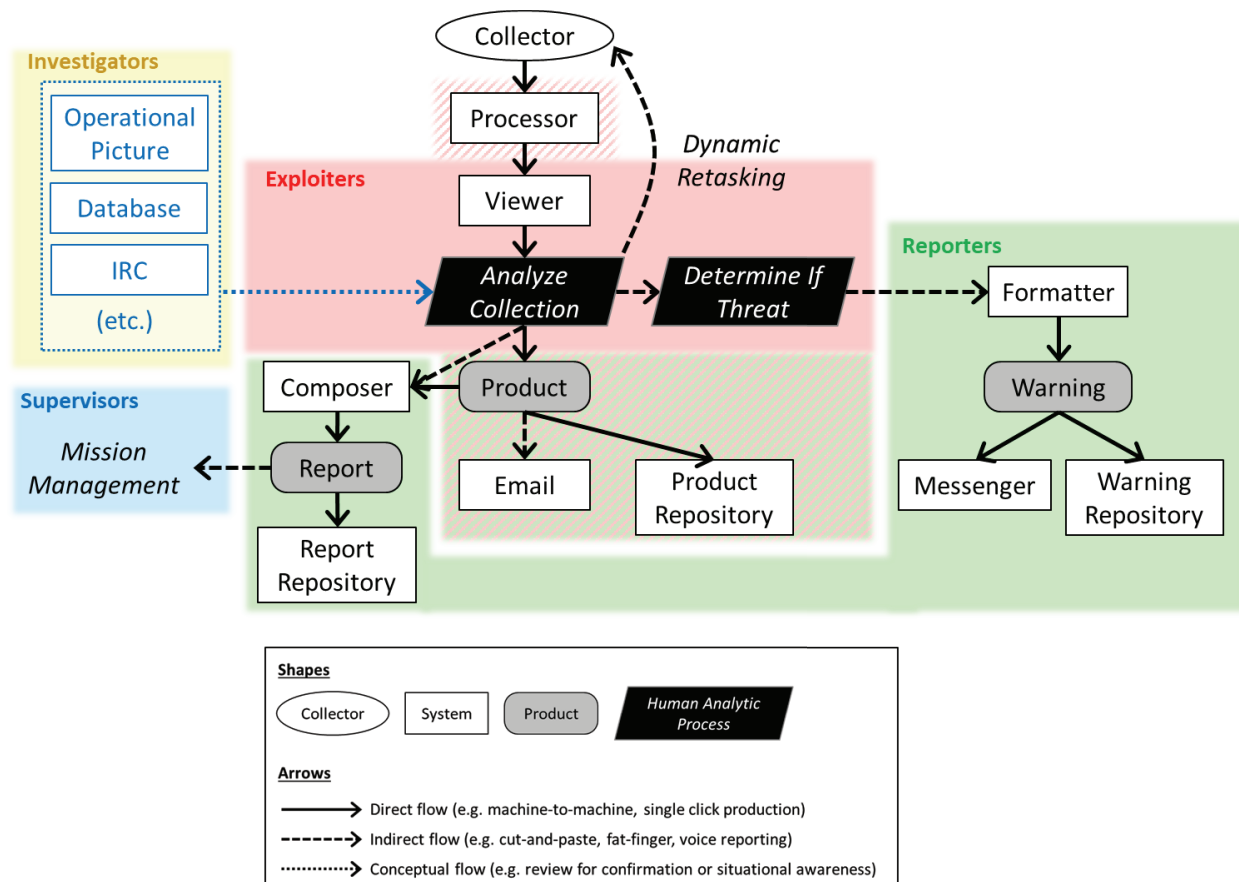 Collector
Investigators
Operational
Picture
Database
IRC
(etc.)
Processor
Dynamic
Retasking
Exploiters
Viewer
Analyze
Collection
Determine If
Threat
Reporters
Formatter
Warning
Messenger
Warning
Repository
Supervisors
Mission
Management
Composer
Product
Report
Email
Product
Repository
Report
Repository
Shapes
Collector
System
Product
Human Analytic
Process
Arrows
Direct flow (e.g. machine-to-machine, single click production)
Indirect flow (e.g. cut-and-paste, fat-finger, voice reporting)
Conceptual flow (e.g. review for confirmation or situational awareness)